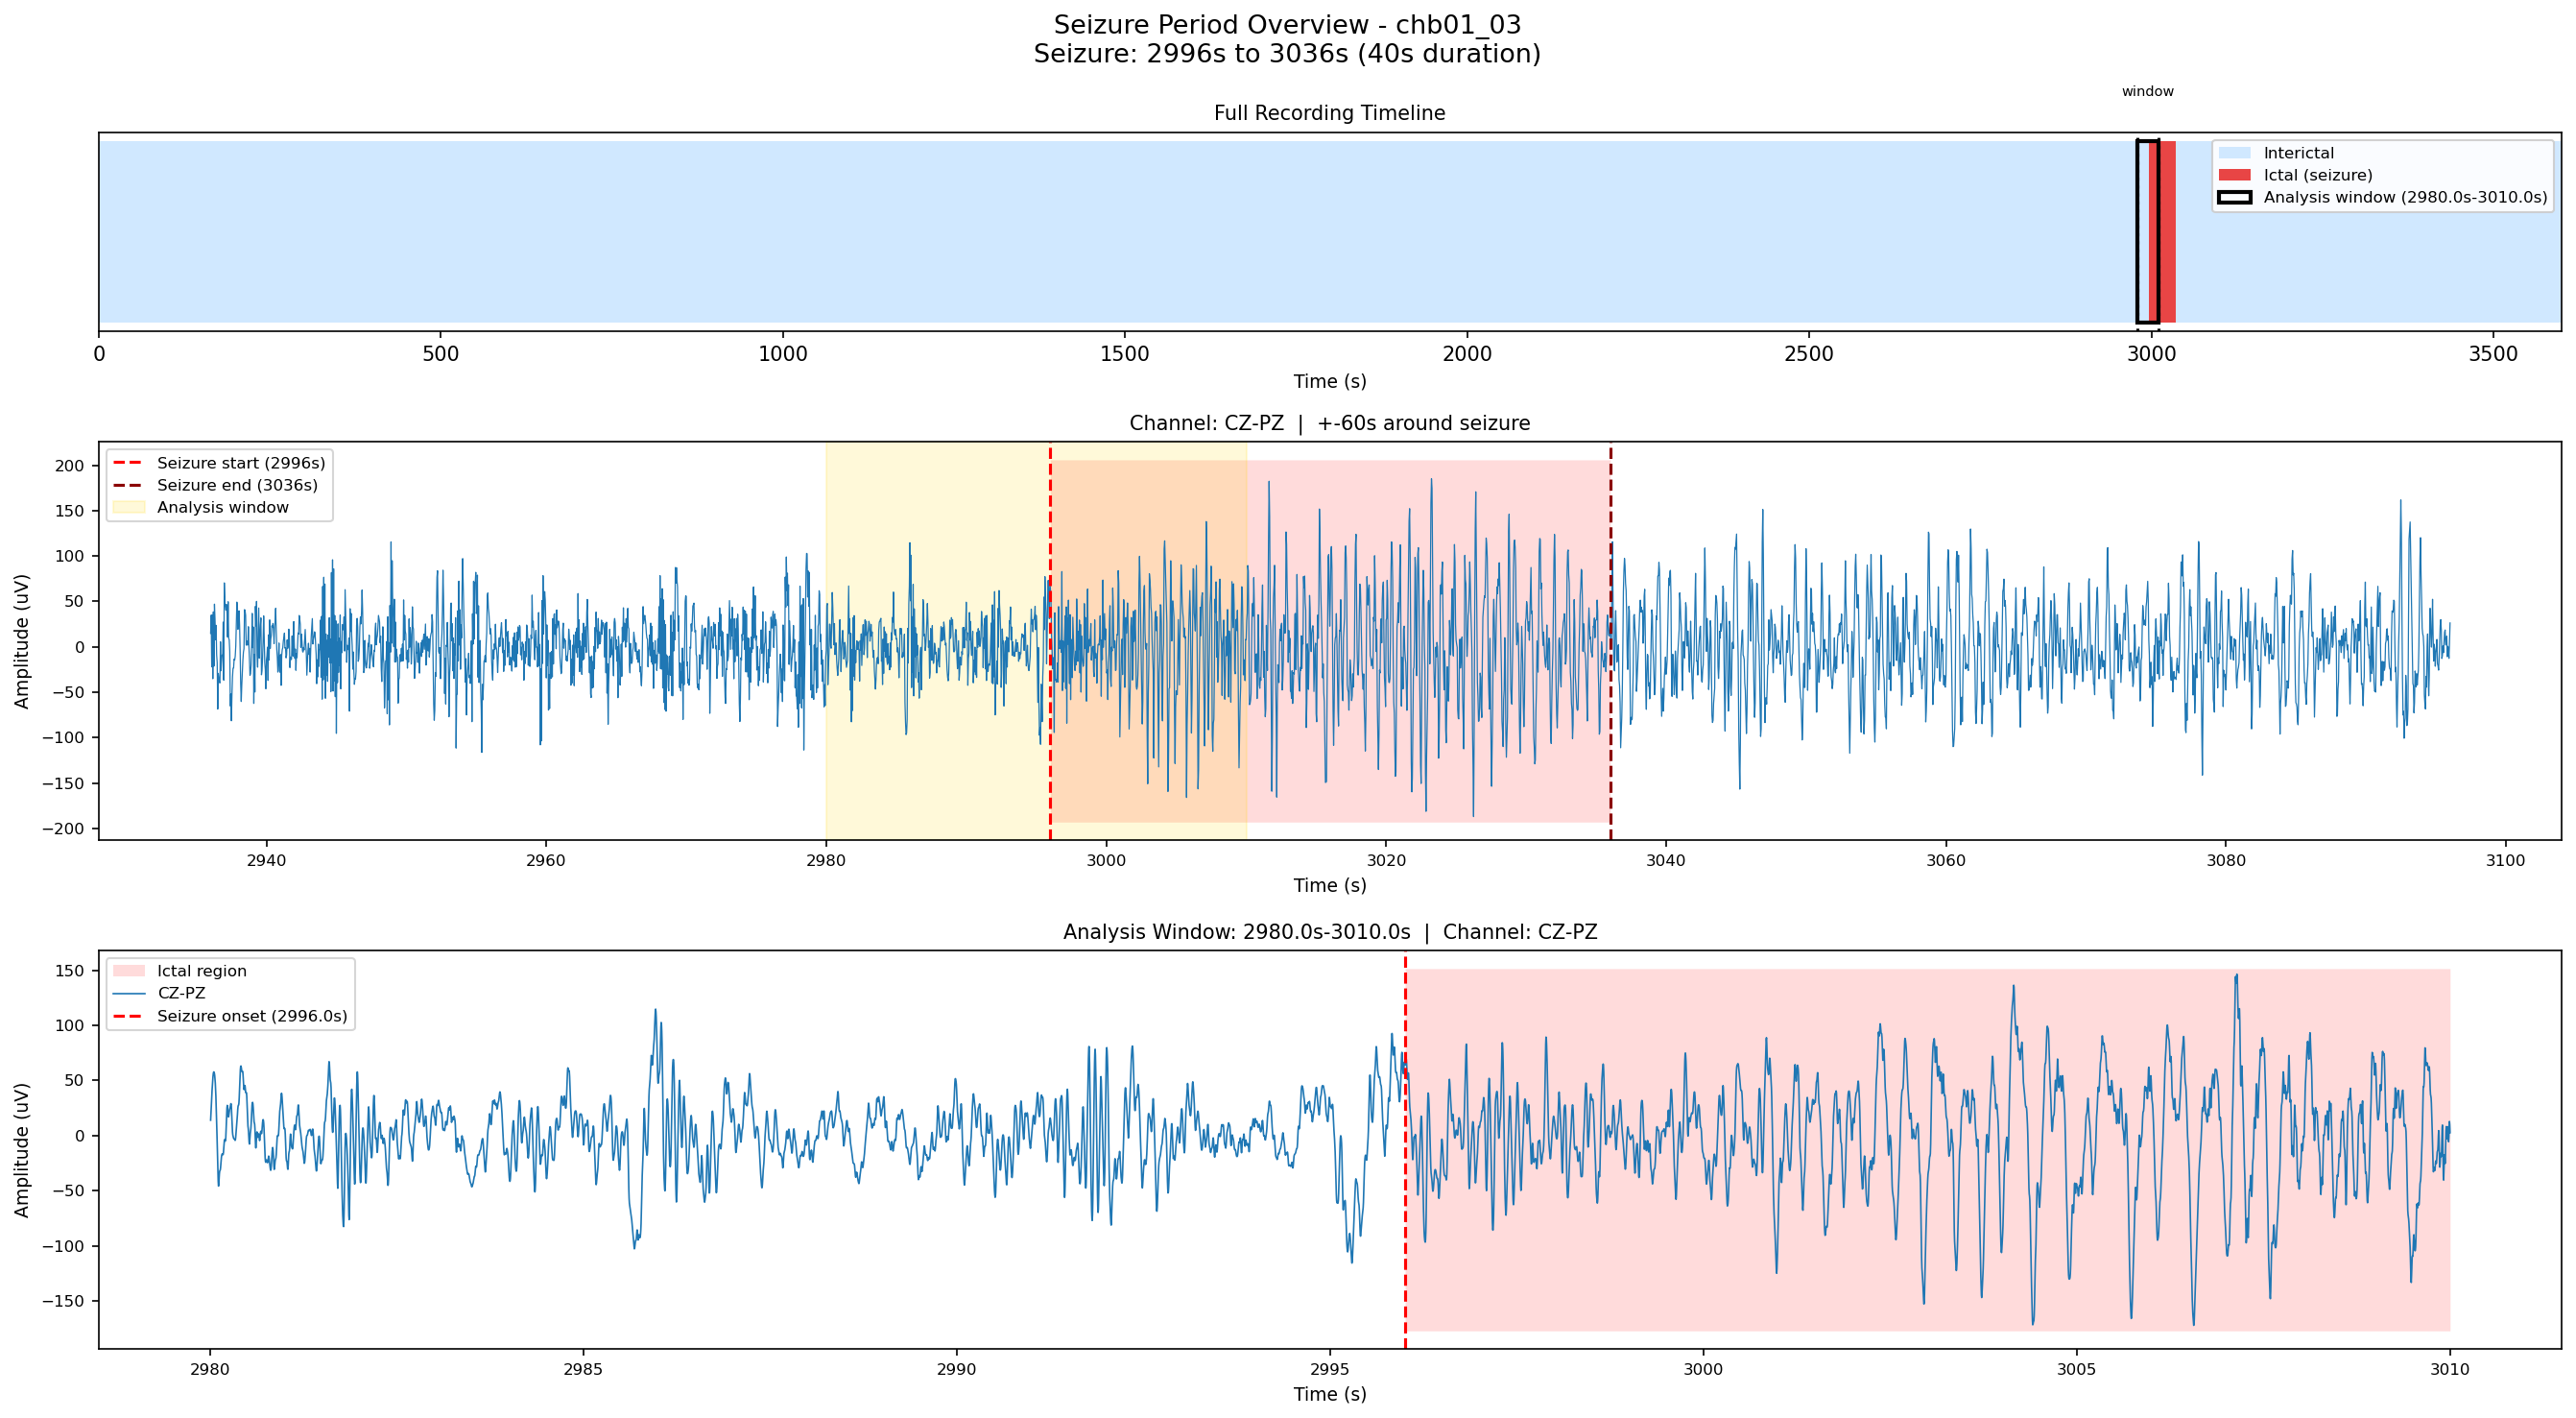 Seizure Period Overview - chb01_03
Seizure: 2996s to 3036s (40s duration)
window
Full Recording Timeline
Interictal
Ictal (seizure)
Analysis window (2980.0s-3010.0s)
0 500 1000 1500 2000 2500 3000 3500
Time (s)
Channel: CZ-PZ | +-60s around seizure
Amplitude (uV)
200
150
100
50
0
−50
−100
−150
−200
Seizure start (2996s)
Seizure end (3036s)
Analysis window
2940 2960 2980 3000 3020 3040 3060 3080 3100
Time (s)
Analysis Window: 2980.0s-3010.0s | Channel: CZ-PZ
Amplitude (uV)
150
100
50
0
−50
−100
−150
Ictal region
CZ-PZ
Seizure onset (2996.0s)
2980 2985 2990 2995 3000 3005 3010
Time (s)